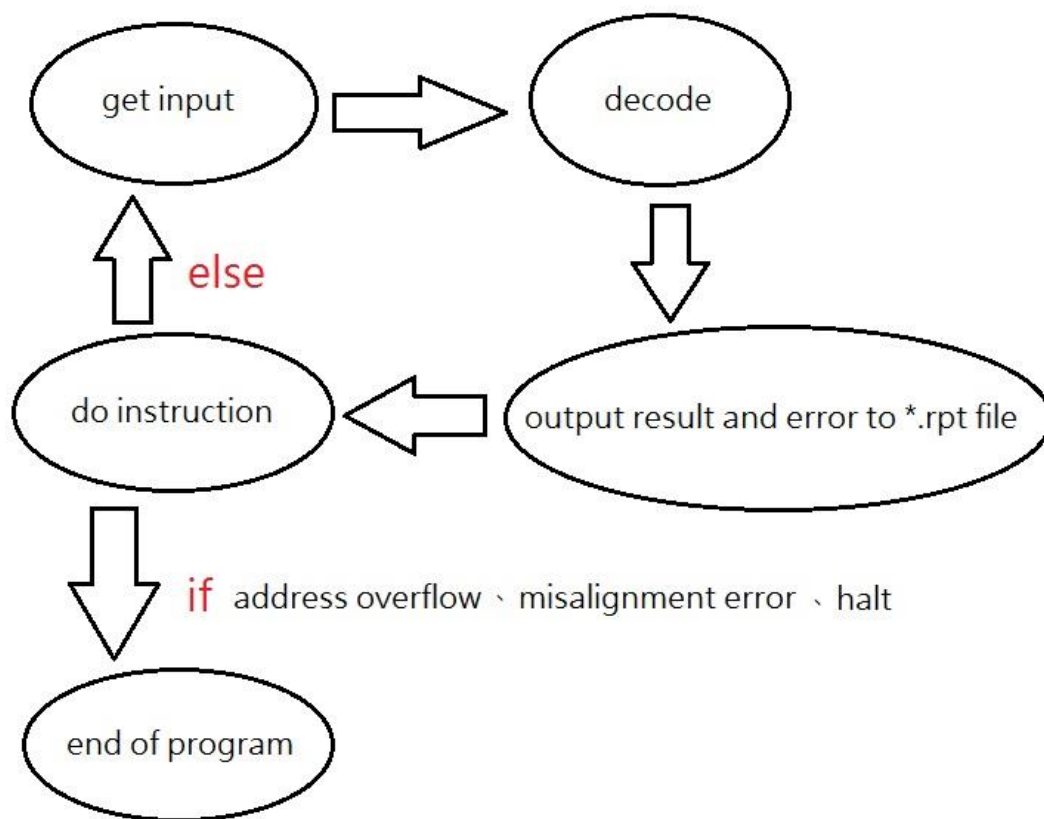 get input
decode
else
do instruction
output result and error to *.rpt file
if address overflow、misalignment error、halt
end of program